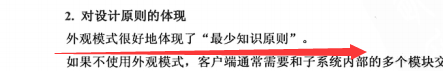 2. 对设计原则的体现
外观模式很好地体现了“最少知识原则”。
如果不使用外观模式，客户端通常需要和子系统内部的多个模块交